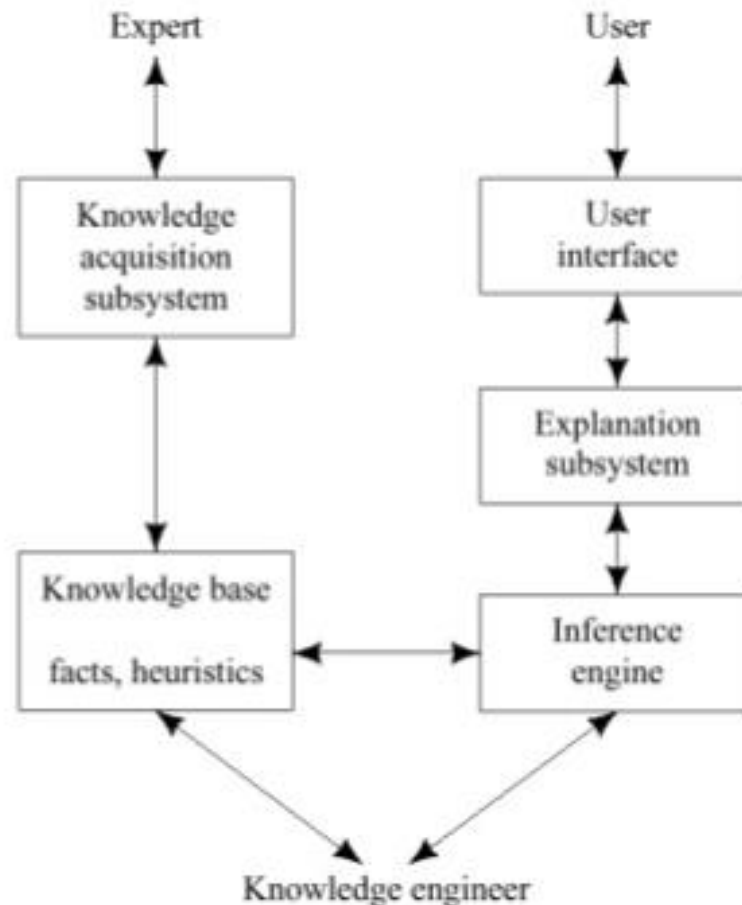 Expert
User
Knowledge
acquisition
subsystem
User
interface
Explanation
subsystem
Knowledge base
facts, heuristics
Inference
engine
Knowledge engineer